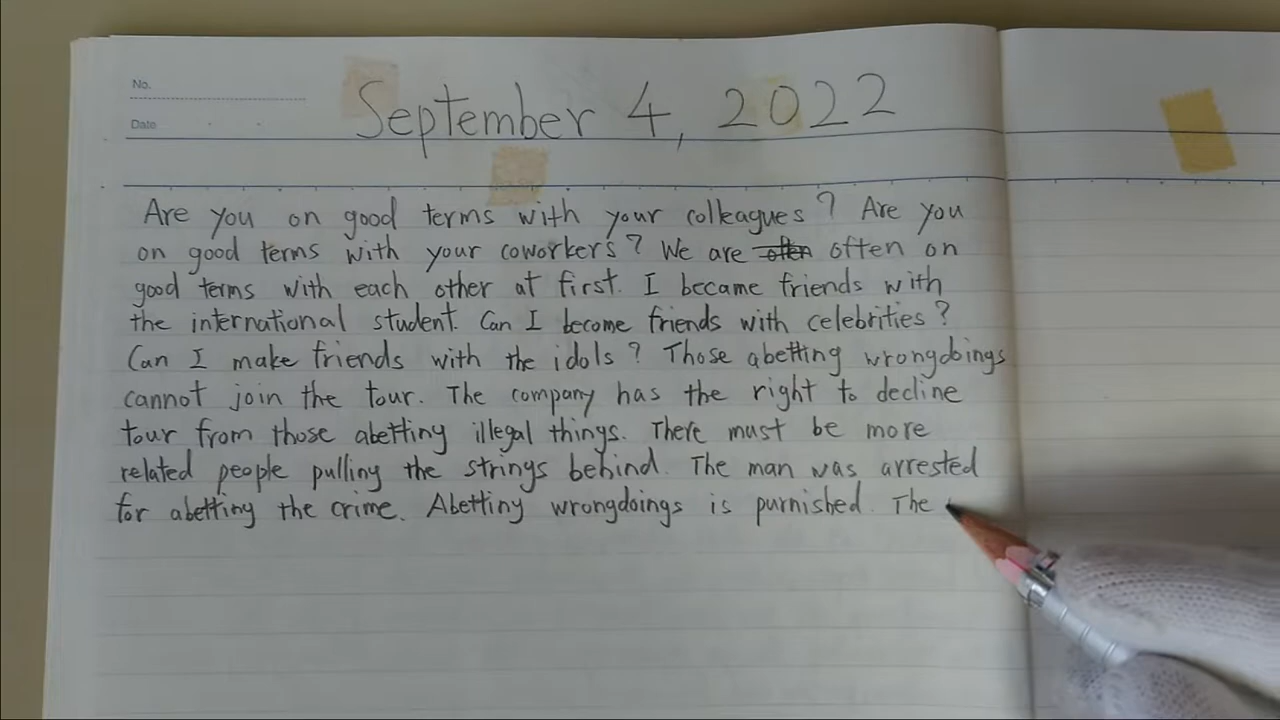 No.
Date
September 4, 2022
Are you on good terms with your colleagues? Are you
on good terms with your coworkers? We are often often on
good terms with each other at first. I became friends with
the international student. Can I become friends with celebrities?
Can I make friends with the idols? Those abetting wrongdoings
cannot join the tour. The company has the right to decline
tour from those abetting illegal things. There must be more
related people pulling the strings behind. The man was arrested
for abetting the crime. Abetting wrongdoings is purnished. The